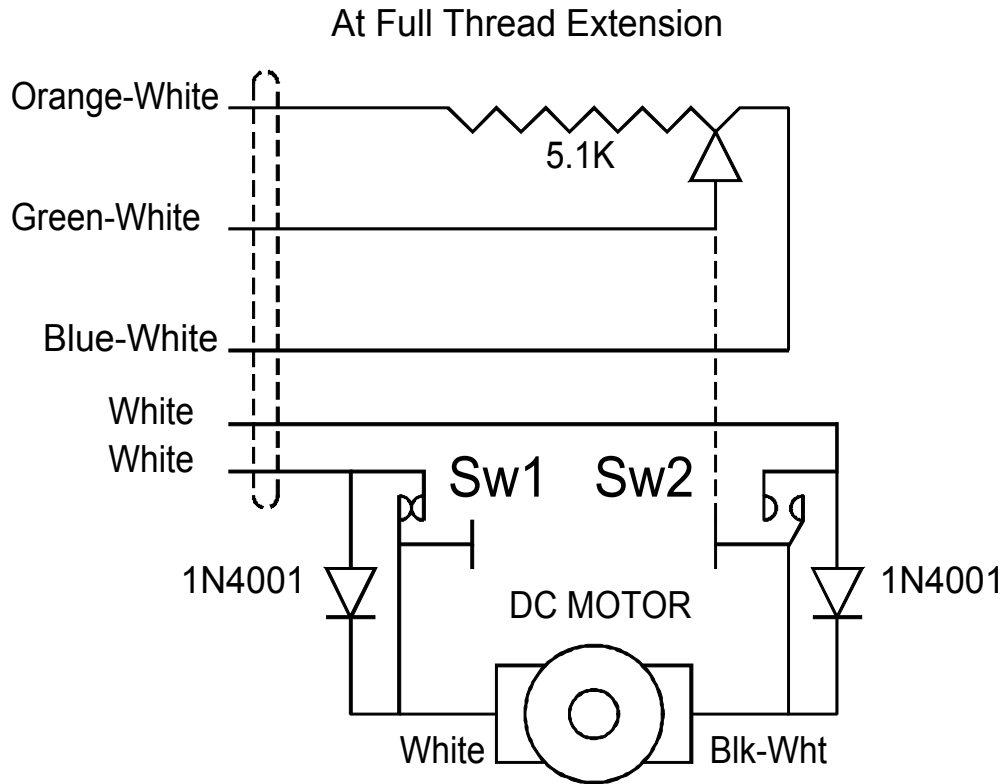 At Full Thread Extension
Orange-White
5.1K
Green-White
Blue-White
White
White
Sw1
Sw2
1N4001
1N4001
DC MOTOR
White
Blk-Wht